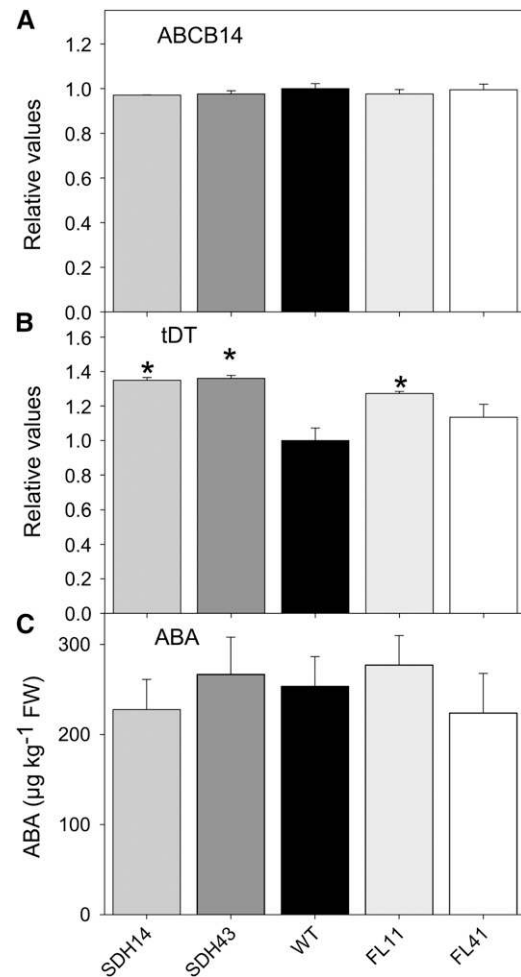 A
ABCB14
Relative values
1.2
1.0
0.8
0.6
0.4
0.2
0.0
B
tDT
Relative values
1.6
1.4
1.2
1.0
0.8
0.6
0.4
0.2
0.0
*
*
*
C
ABA
ABA (µg kg⁻¹ FW)
300
200
100
0
SDH14
SDH43
WT
FL11
FL41